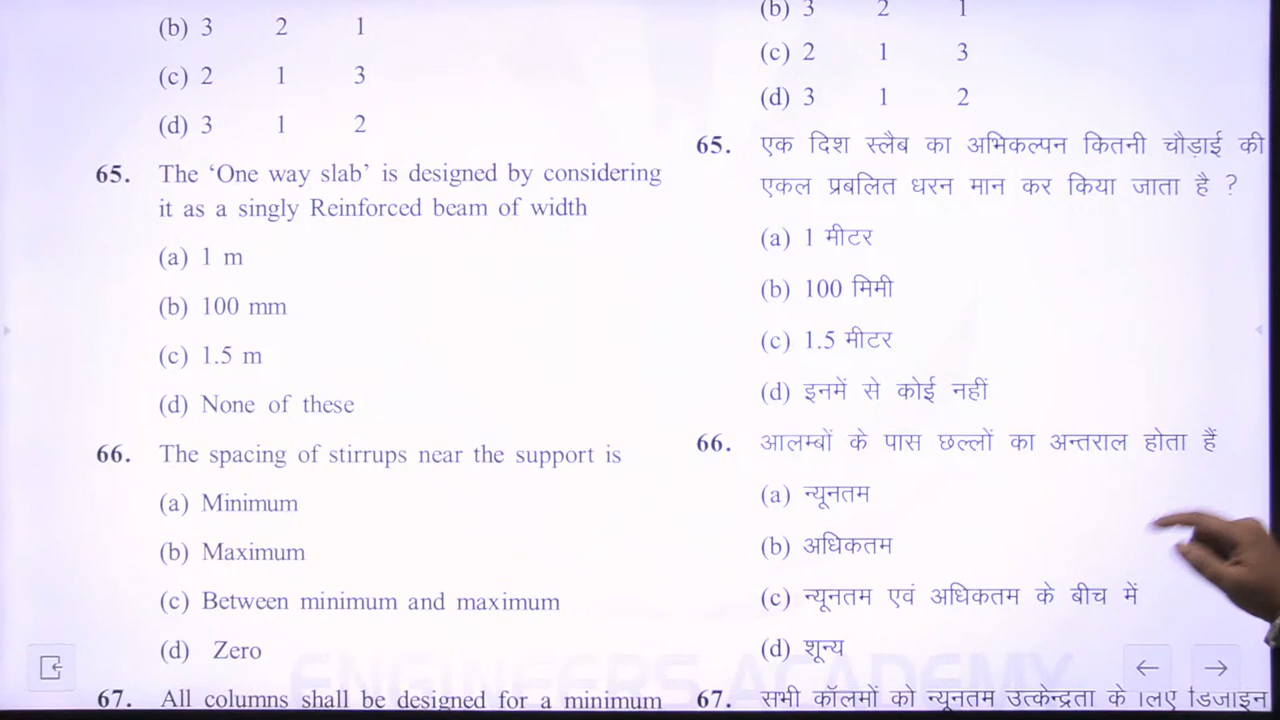 (b) 3 2 1
(c) 2 1 3
(d) 3 1 2
65. The ‘One way slab’ is designed by considering
it as a singly Reinforced beam of width
(a) 1 m
(b) 100 mm
(c) 1.5 m
(d) None of these
66. The spacing of stirrups near the support is
(a) Minimum
(b) Maximum
(c) Between minimum and maximum
(d) Zero
67. All columns shall be designed for a minimum
(b) 3 2 1
(c) 2 1 3
(d) 3 1 2
65. एक दिश स्लैब का अभिकल्पन कितनी चौड़ाई की
एकल प्रबलित धरन मान कर किया जाता है ?
(a) 1 मीटर
(b) 100 मिमी
(c) 1.5 मीटर
(d) इनमें से कोई नहीं
66. आलम्बों के पास छल्लों का अन्तराल होता हैं
(a) न्यूनतम
(b) अधिकतम
(c) न्यूनतम एवं अधिकतम के बीच में
(d) शून्य
67. सभी कॉलमों को न्यूनतम उत्केन्द्रता के लिए डिजाइन
ENGINEERS ACADEMY